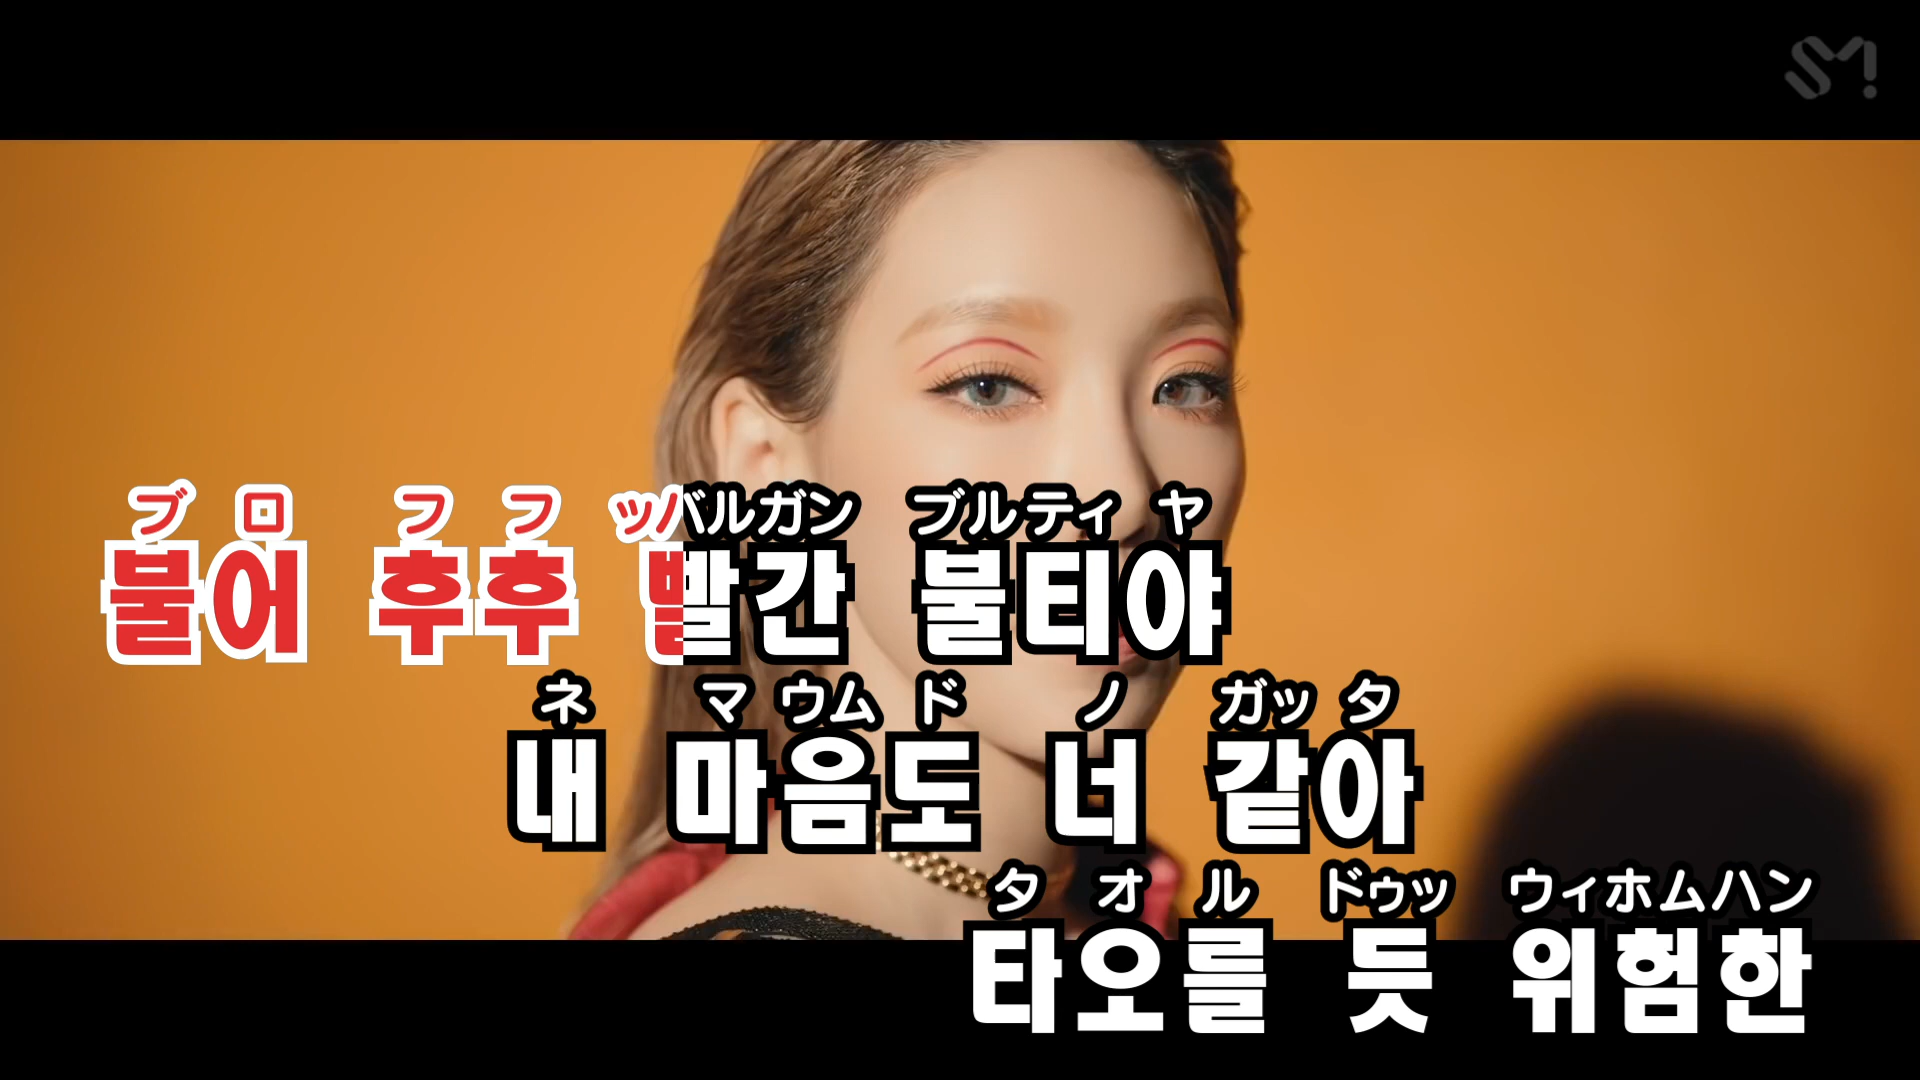 SM!
ブロ フフ ッバルガン ブルティヤ
불어 후후 빨간 불티야
ネ マウム ド ノ ガッタ
내 마음도 너 같아
タオル ドゥッ ウィホムハン
타오를 듯 위험한